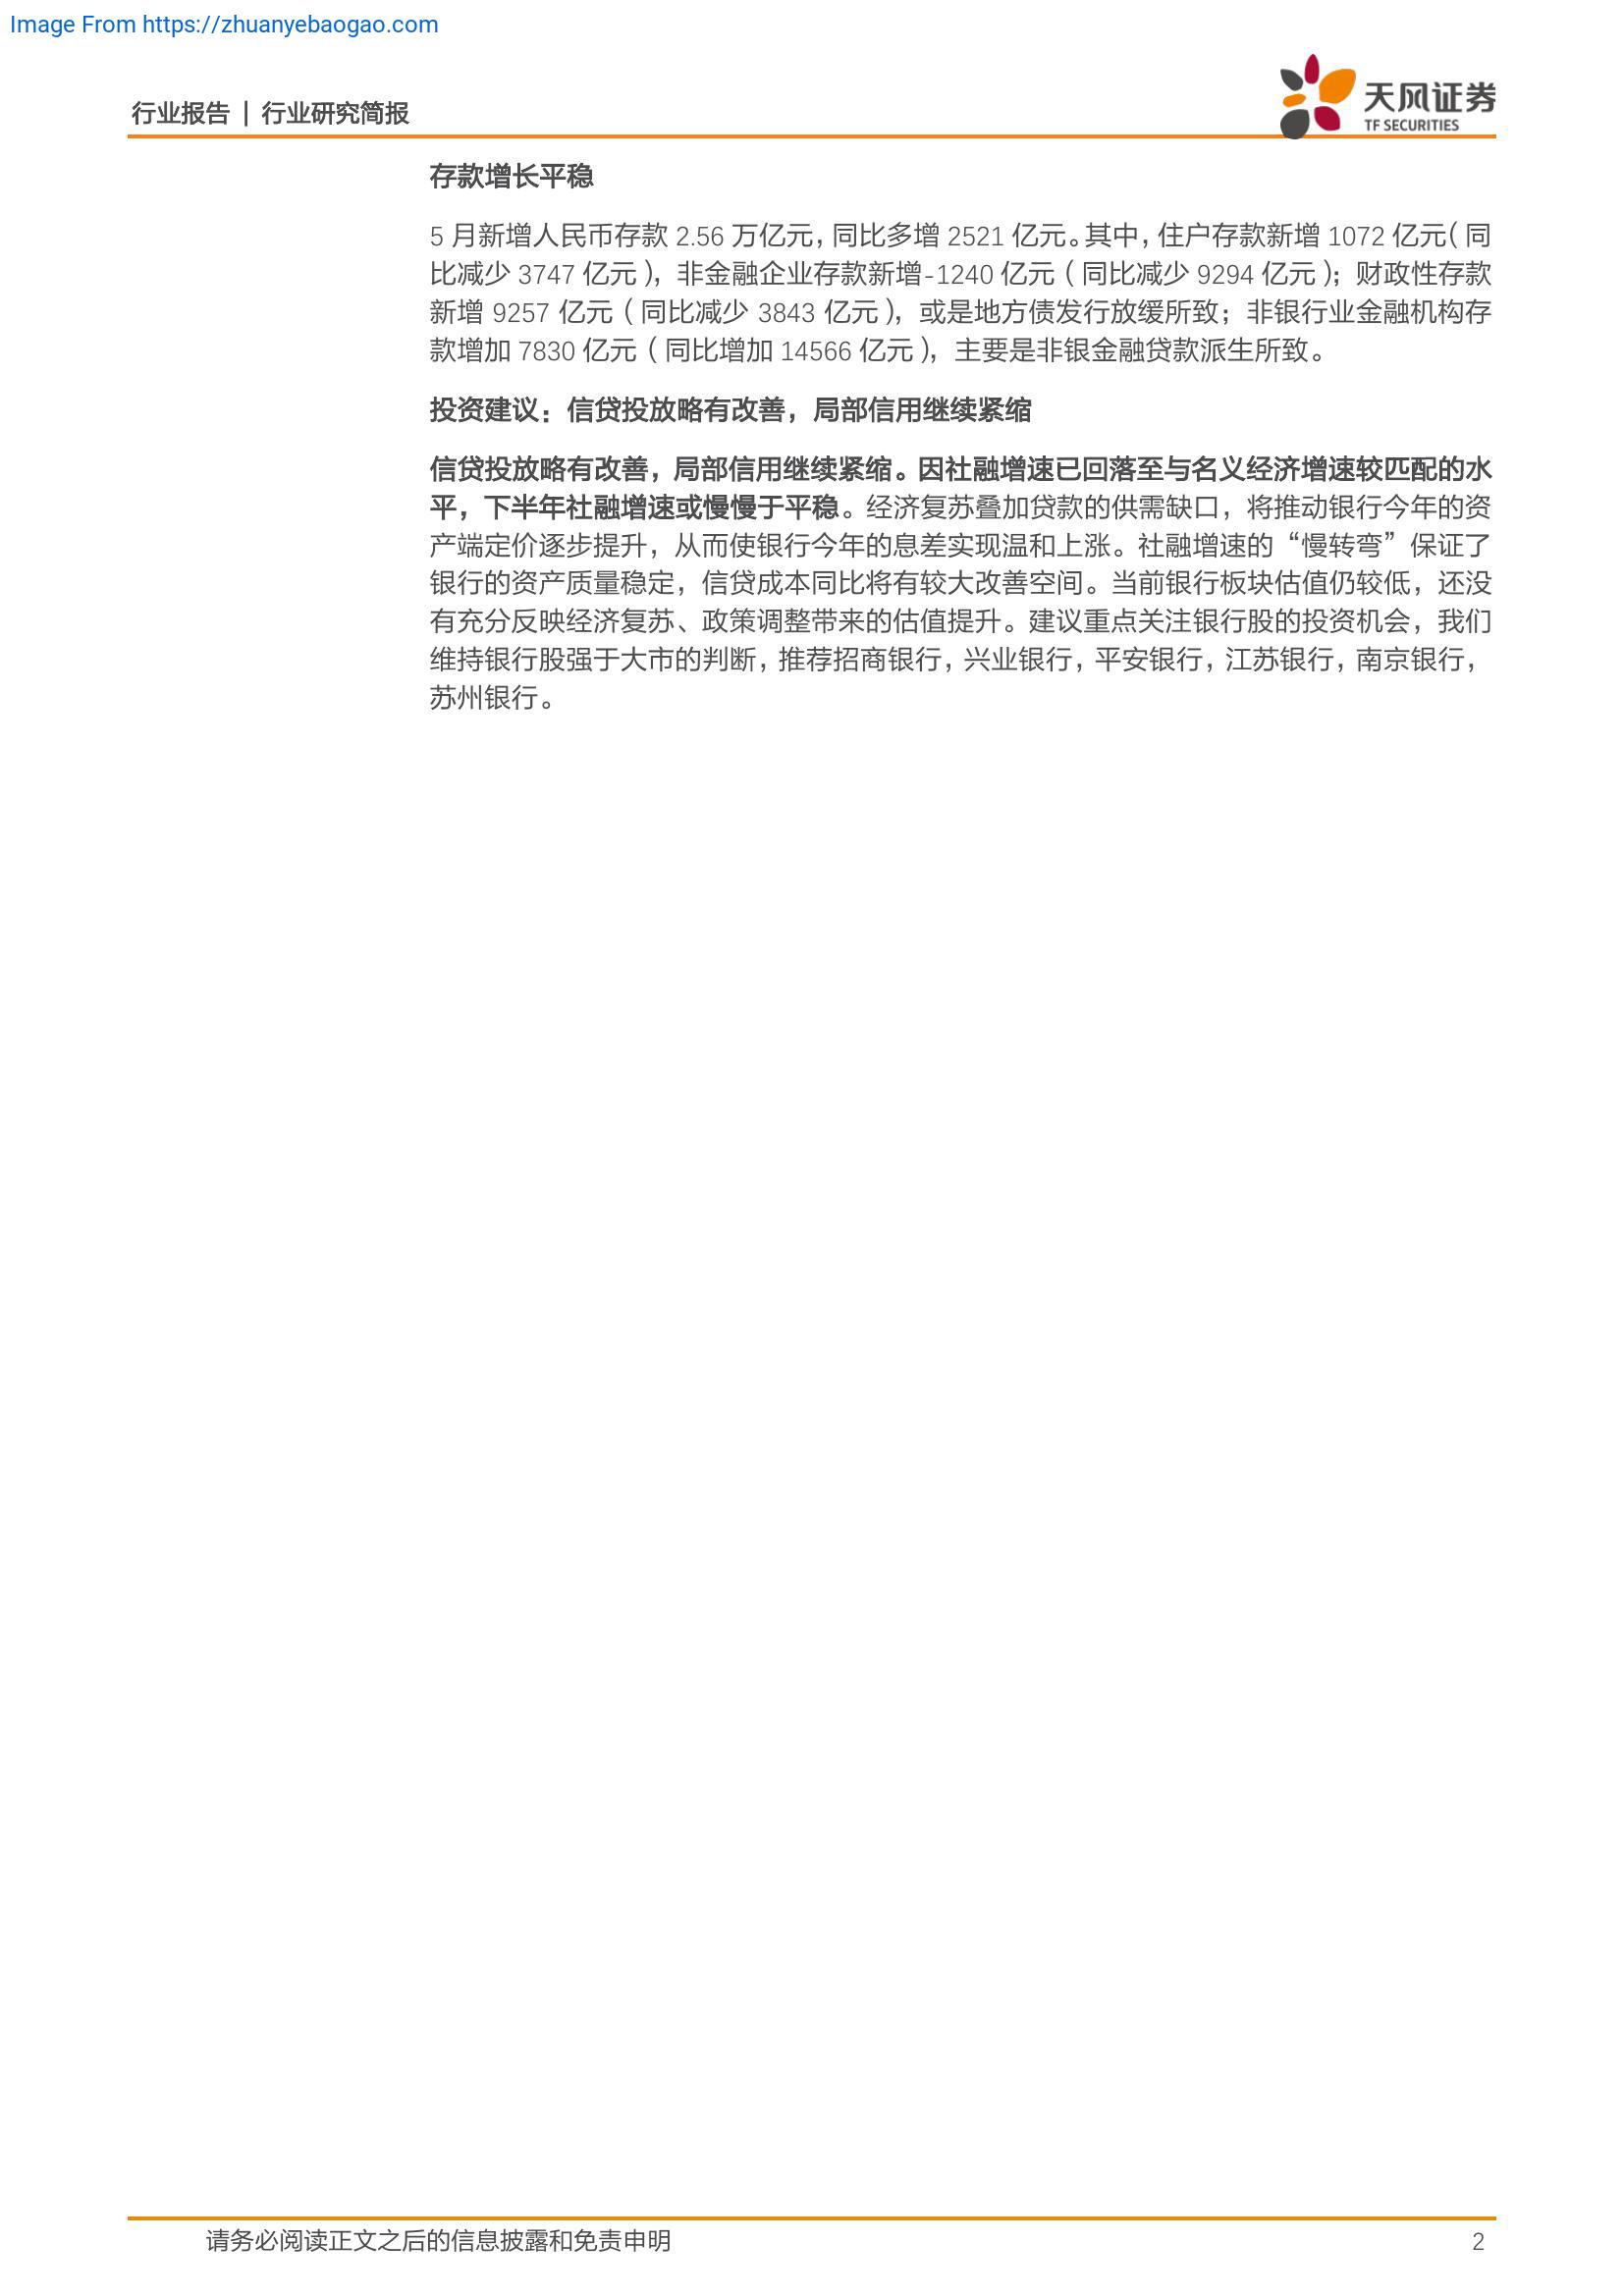 Image From https://zhuanyebaogao.com
行业报告 | 行业研究简报
天风证券
TF SECURITIES
存款增长平稳
5 月新增人民币存款 2.56 万亿元，同比多增 2521 亿元。其中，住户存款新增 1072 亿元（同
比减少 3747 亿元），非金融企业存款新增-1240 亿元（同比减少 9294 亿元）；财政性存款
新增 9257 亿元（同比减少 3843 亿元），或是地方债发行放缓所致；非银行业金融机构存
款增加 7830 亿元（同比增加 14566 亿元），主要是非银金融贷款派生所致。
投资建议：信贷投放略有改善，局部信用继续紧缩
信贷投放略有改善，局部信用继续紧缩。因社融增速已回落至与名义经济增速较匹配的水
平，下半年社融增速或慢慢于平稳。经济复苏叠加贷款的供需缺口，将推动银行今年的资
产端定价逐步提升，从而使银行今年的息差实现温和上涨。社融增速的“慢转弯”保证了
银行的资产质量稳定，信贷成本同比将有较大改善空间。当前银行板块估值仍较低，还没
有充分反映经济复苏、政策调整带来的估值提升。建议重点关注银行股的投资机会，我们
维持银行股强于大市的判断，推荐招商银行，兴业银行，平安银行，江苏银行，南京银行，
苏州银行。
请务必阅读正文之后的信息披露和免责申明
2